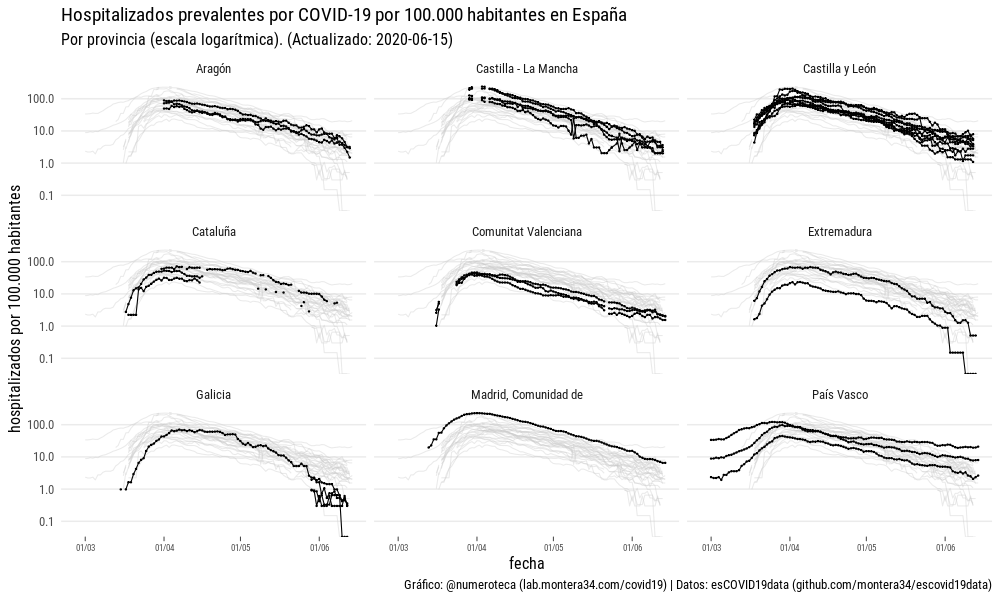 Hospitalizados prevalentes por COVID-19 por 100.000 habitantes en España
Por provincia (escala logarítmica). (Actualizado: 2020-06-15)
hospitalizados por 100.000 habitantes
Aragón
Castilla - La Mancha
Castilla y León
100.0
10.0
1.0
0.1
Cataluña
Comunitat Valenciana
Extremadura
100.0
10.0
1.0
0.1
Galicia
Madrid, Comunidad de
País Vasco
100.0
10.0
1.0
0.1
01/03 01/04 01/05 01/06
01/03 01/04 01/05 01/06
01/03 01/04 01/05 01/06
fecha
Gráfico: @numeroteca (lab.montera34.com/covid19) | Datos: esCOVID19data (github.com/montera34/escovid19data)